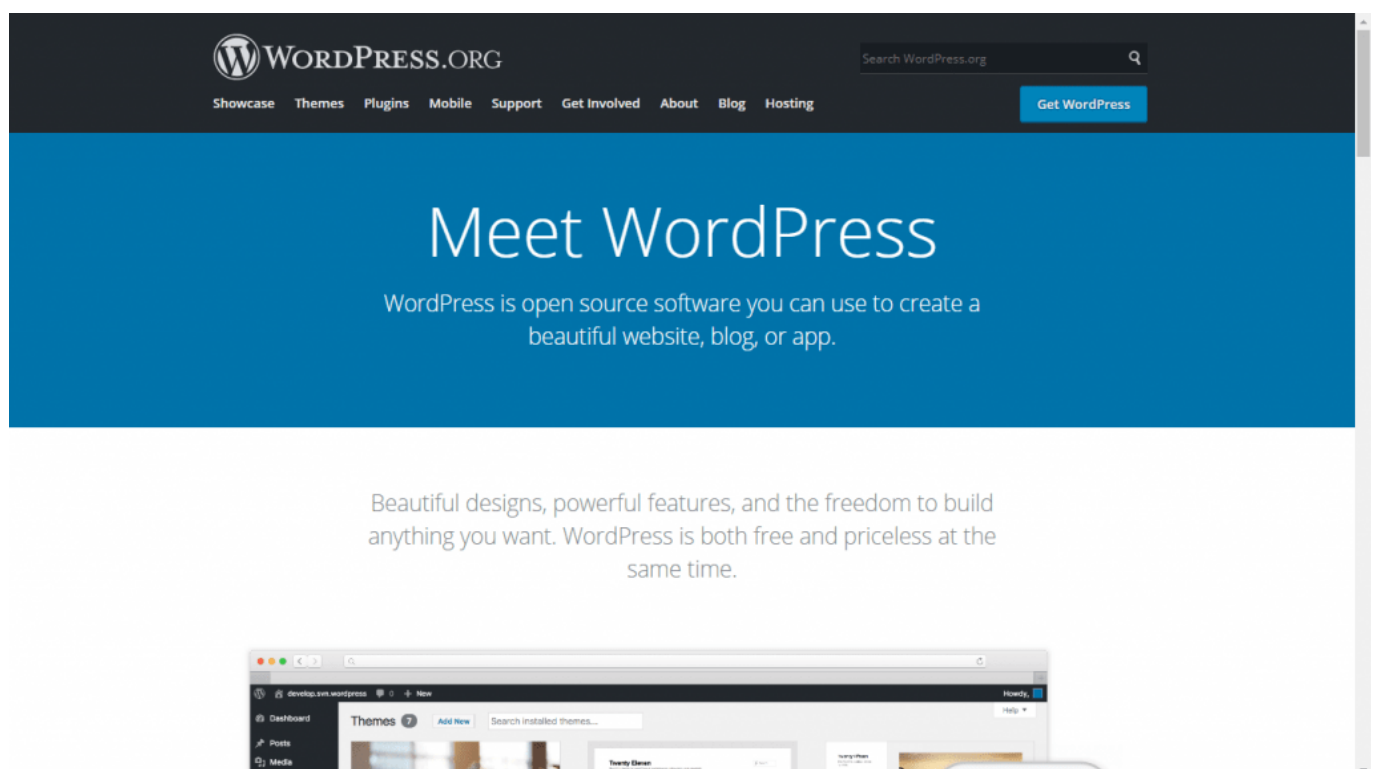 WORDPRESS.ORG
Search WordPress.org
Showcase Themes Plugins Mobile Support Get Involved About Blog Hosting
Get WordPress
Meet WordPress
WordPress is open source software you can use to create a
beautiful website, blog, or app.
Beautiful designs, powerful features, and the freedom to build
anything you want. WordPress is both free and priceless at the
same time.
develop.svn.wordpress 0 + New
Howdy,
Help
Dashboard
Themes 7 Add New Search installed themes...
Posts
Media
Twenty Eleven